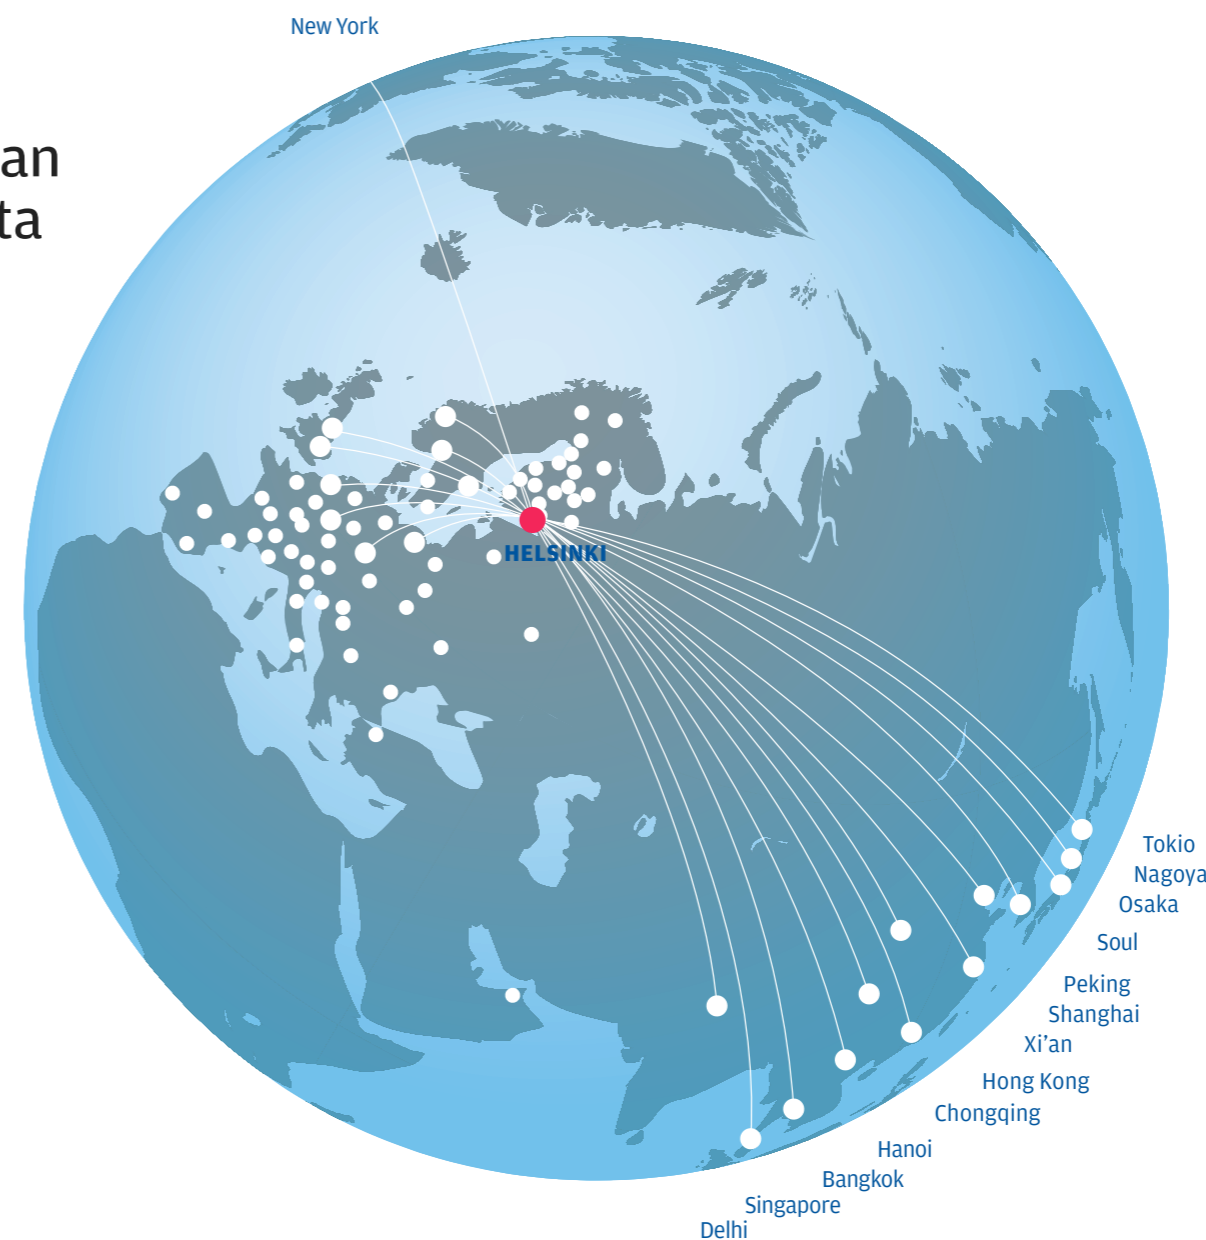 New York
an
ta
HELSINKI
Tokio
Nagoya
Osaka
Soul
Peking
Shanghai
Xi’an
Hong Kong
Chongqing
Hanoi
Bangkok
Singapore
Delhi